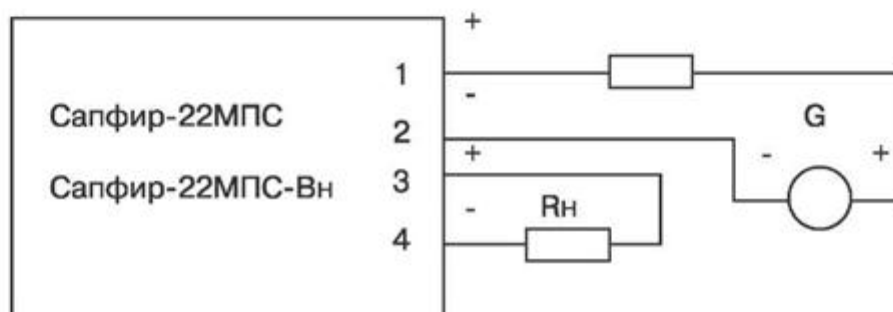 +
1
-
Сапфир-22МПС
G
2
+
-
+
Сапфир-22МПС-Вн
3
-
Rн
4